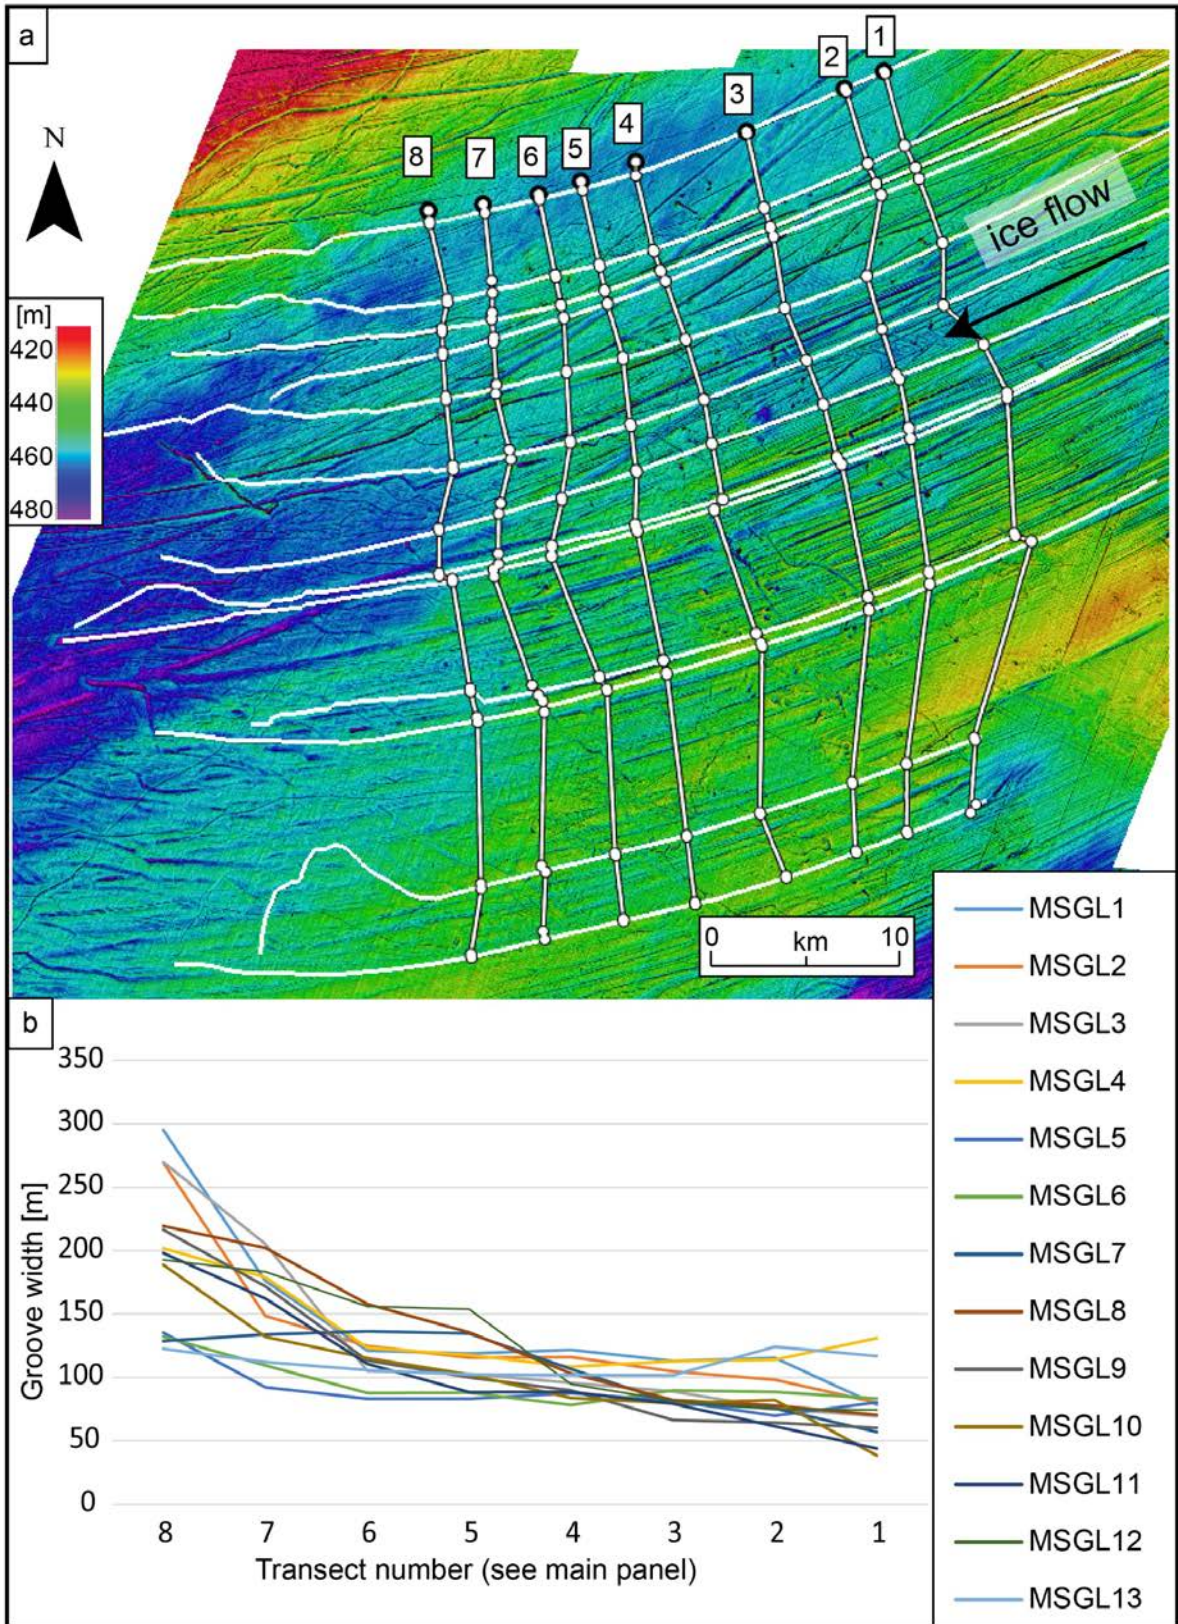 a
N
1
2
3
4
5
6
7
8
ice flow
[m]
420
440
460
480
0 km 10
b
350
300
250
200
150
100
50
0
Groove width [m]
8 7 6 5 4 3 2 1
Transect number (see main panel)
MSGL1
MSGL2
MSGL3
MSGL4
MSGL5
MSGL6
MSGL7
MSGL8
MSGL9
MSGL10
MSGL11
MSGL12
MSGL13